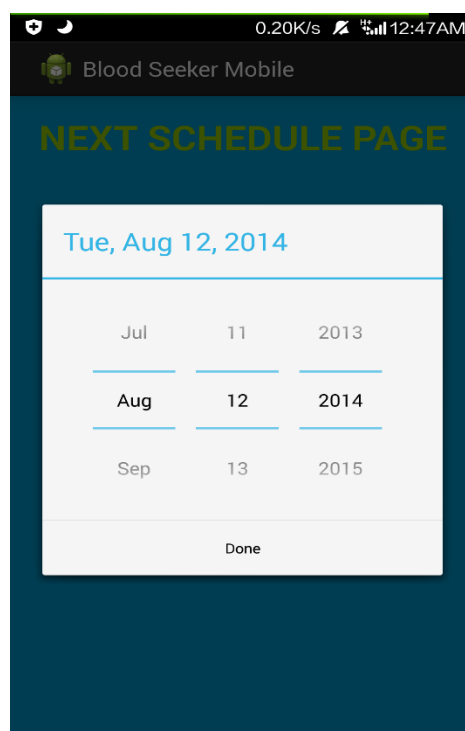 0.20K/s H+ 12:47AM
Blood Seeker Mobile
NEXT SCHEDULE PAGE
Tue, Aug 12, 2014
Jul 11 2013
Aug 12 2014
Sep 13 2015
Done